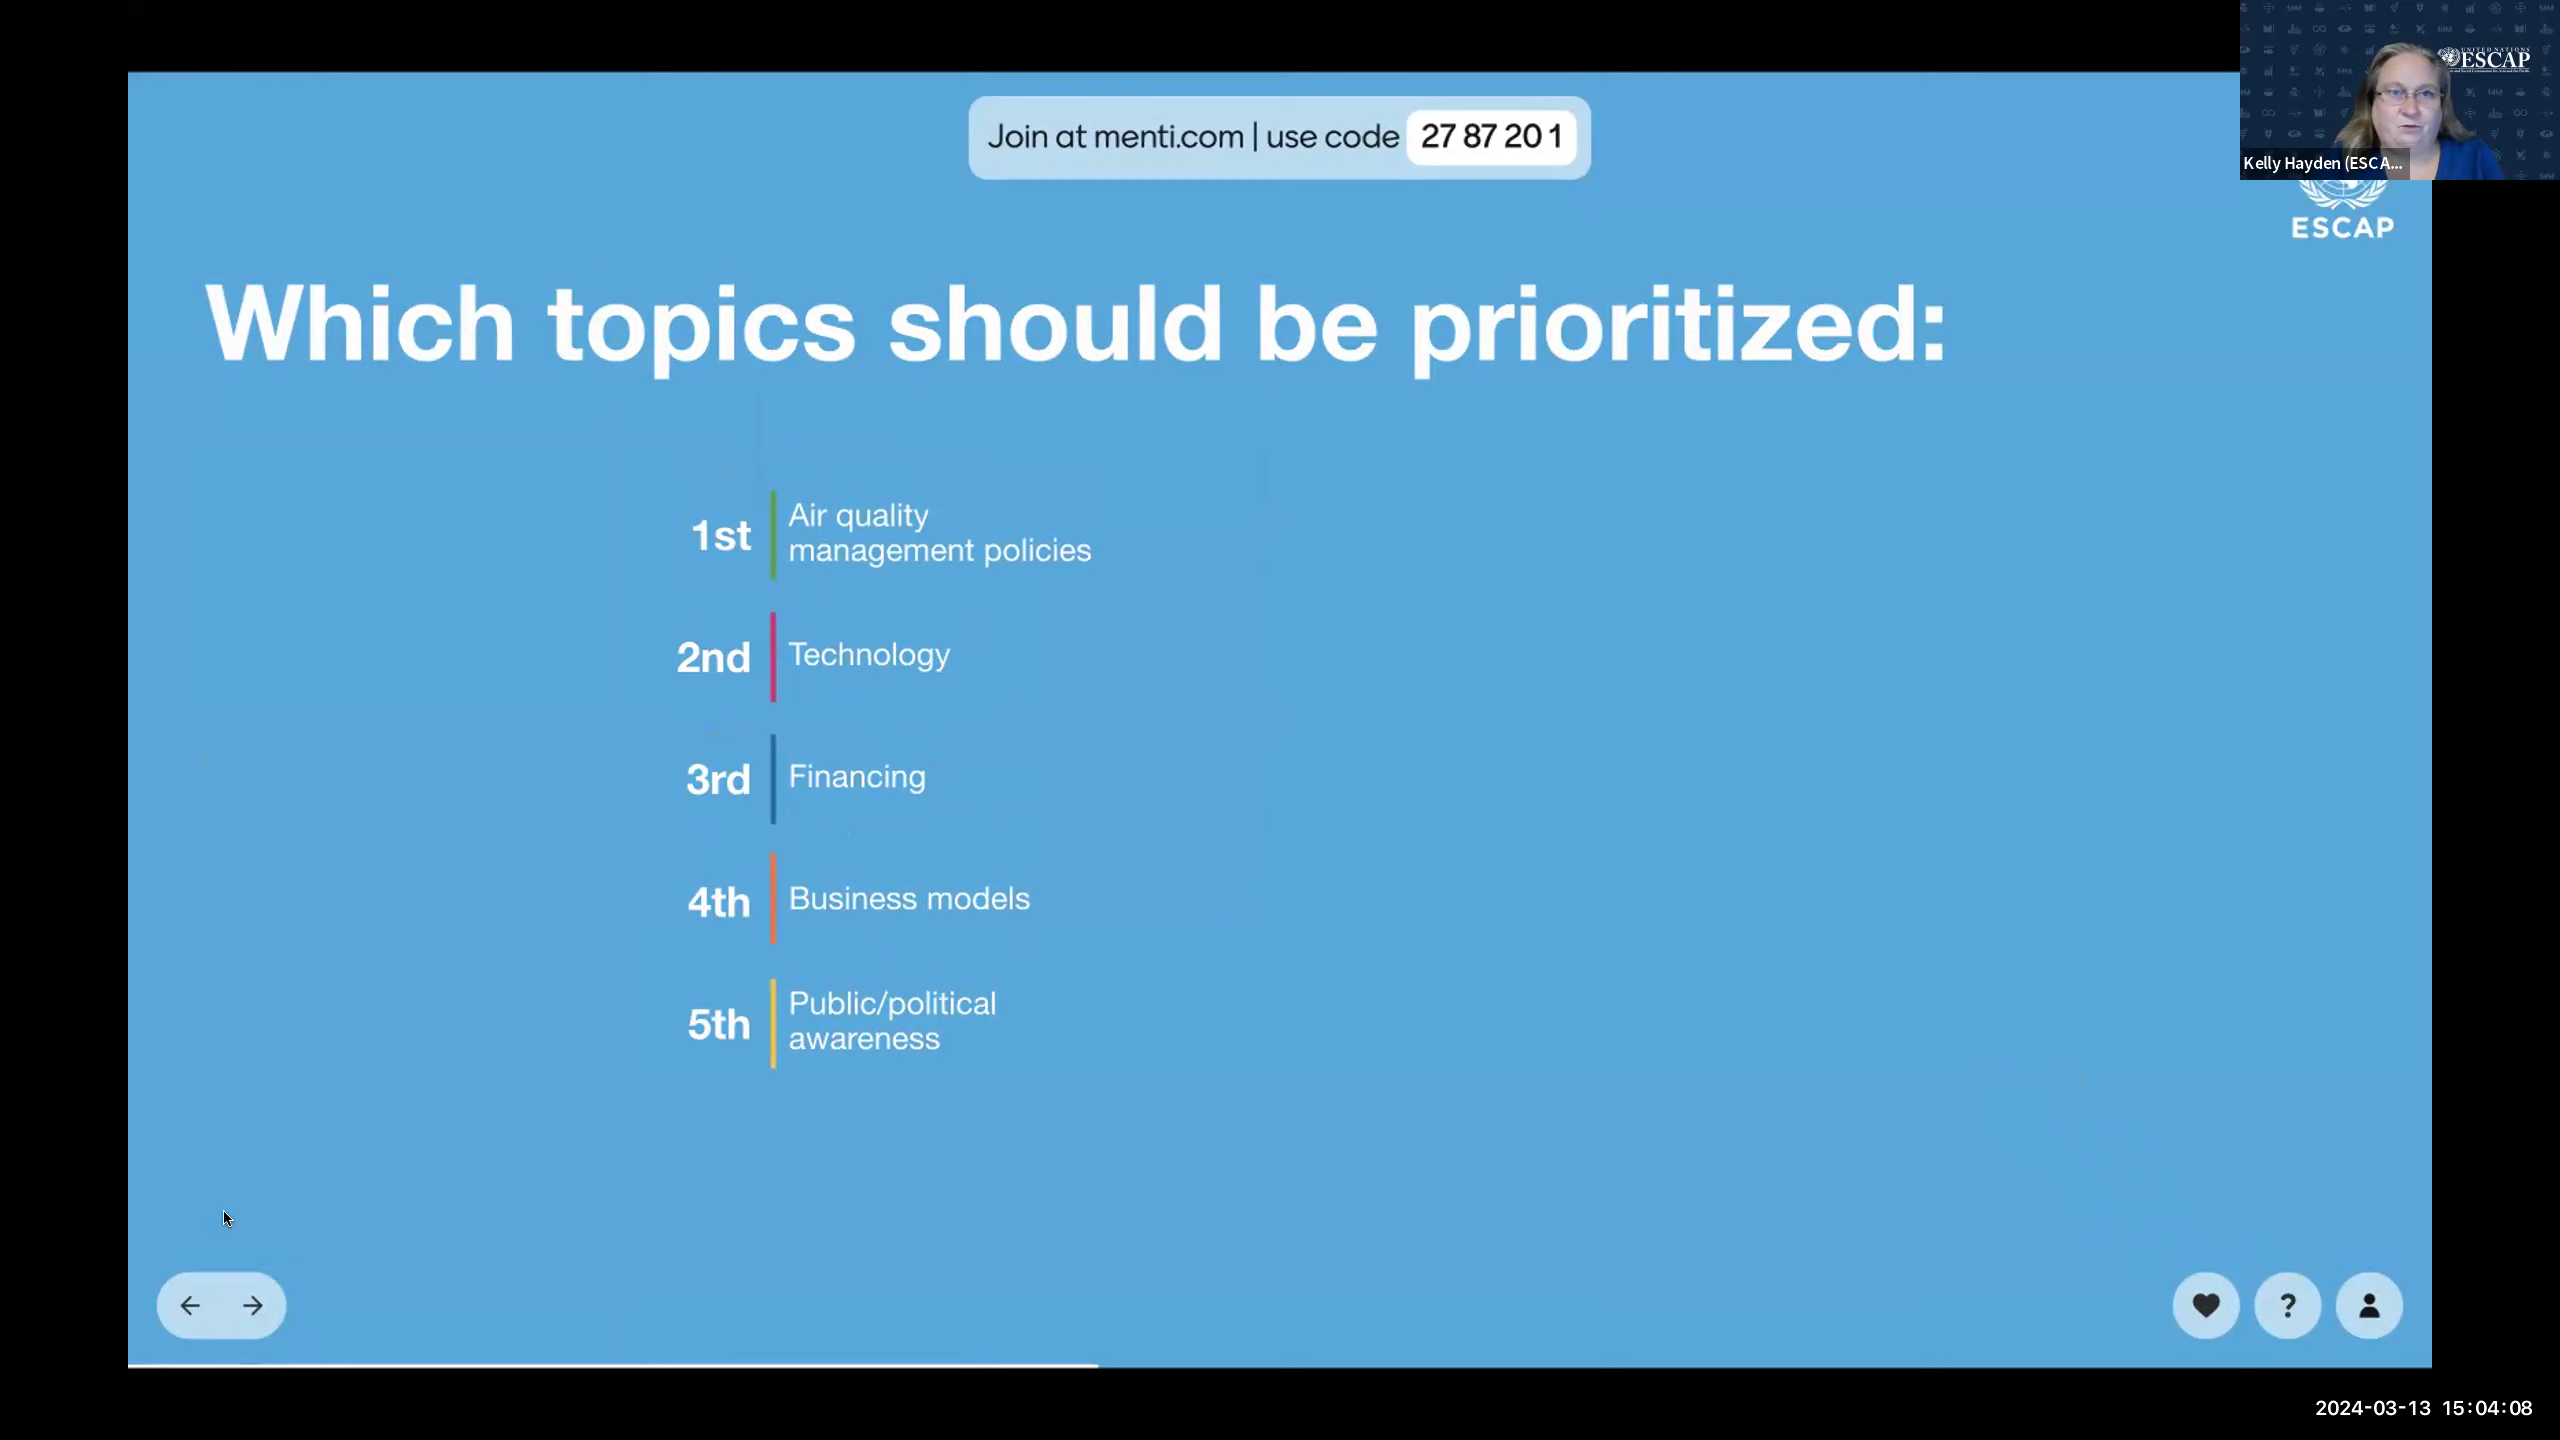 Join at menti.com | use code 27 87 20 1
UNITED NATIONS
ESCAP
Kelly Hayden (ESCA...
ESCAP
Which topics should be prioritized:
1st Air quality
management policies
2nd Technology
3rd Financing
4th Business models
5th Public/political
awareness
?
2024-03-13 15:04:08